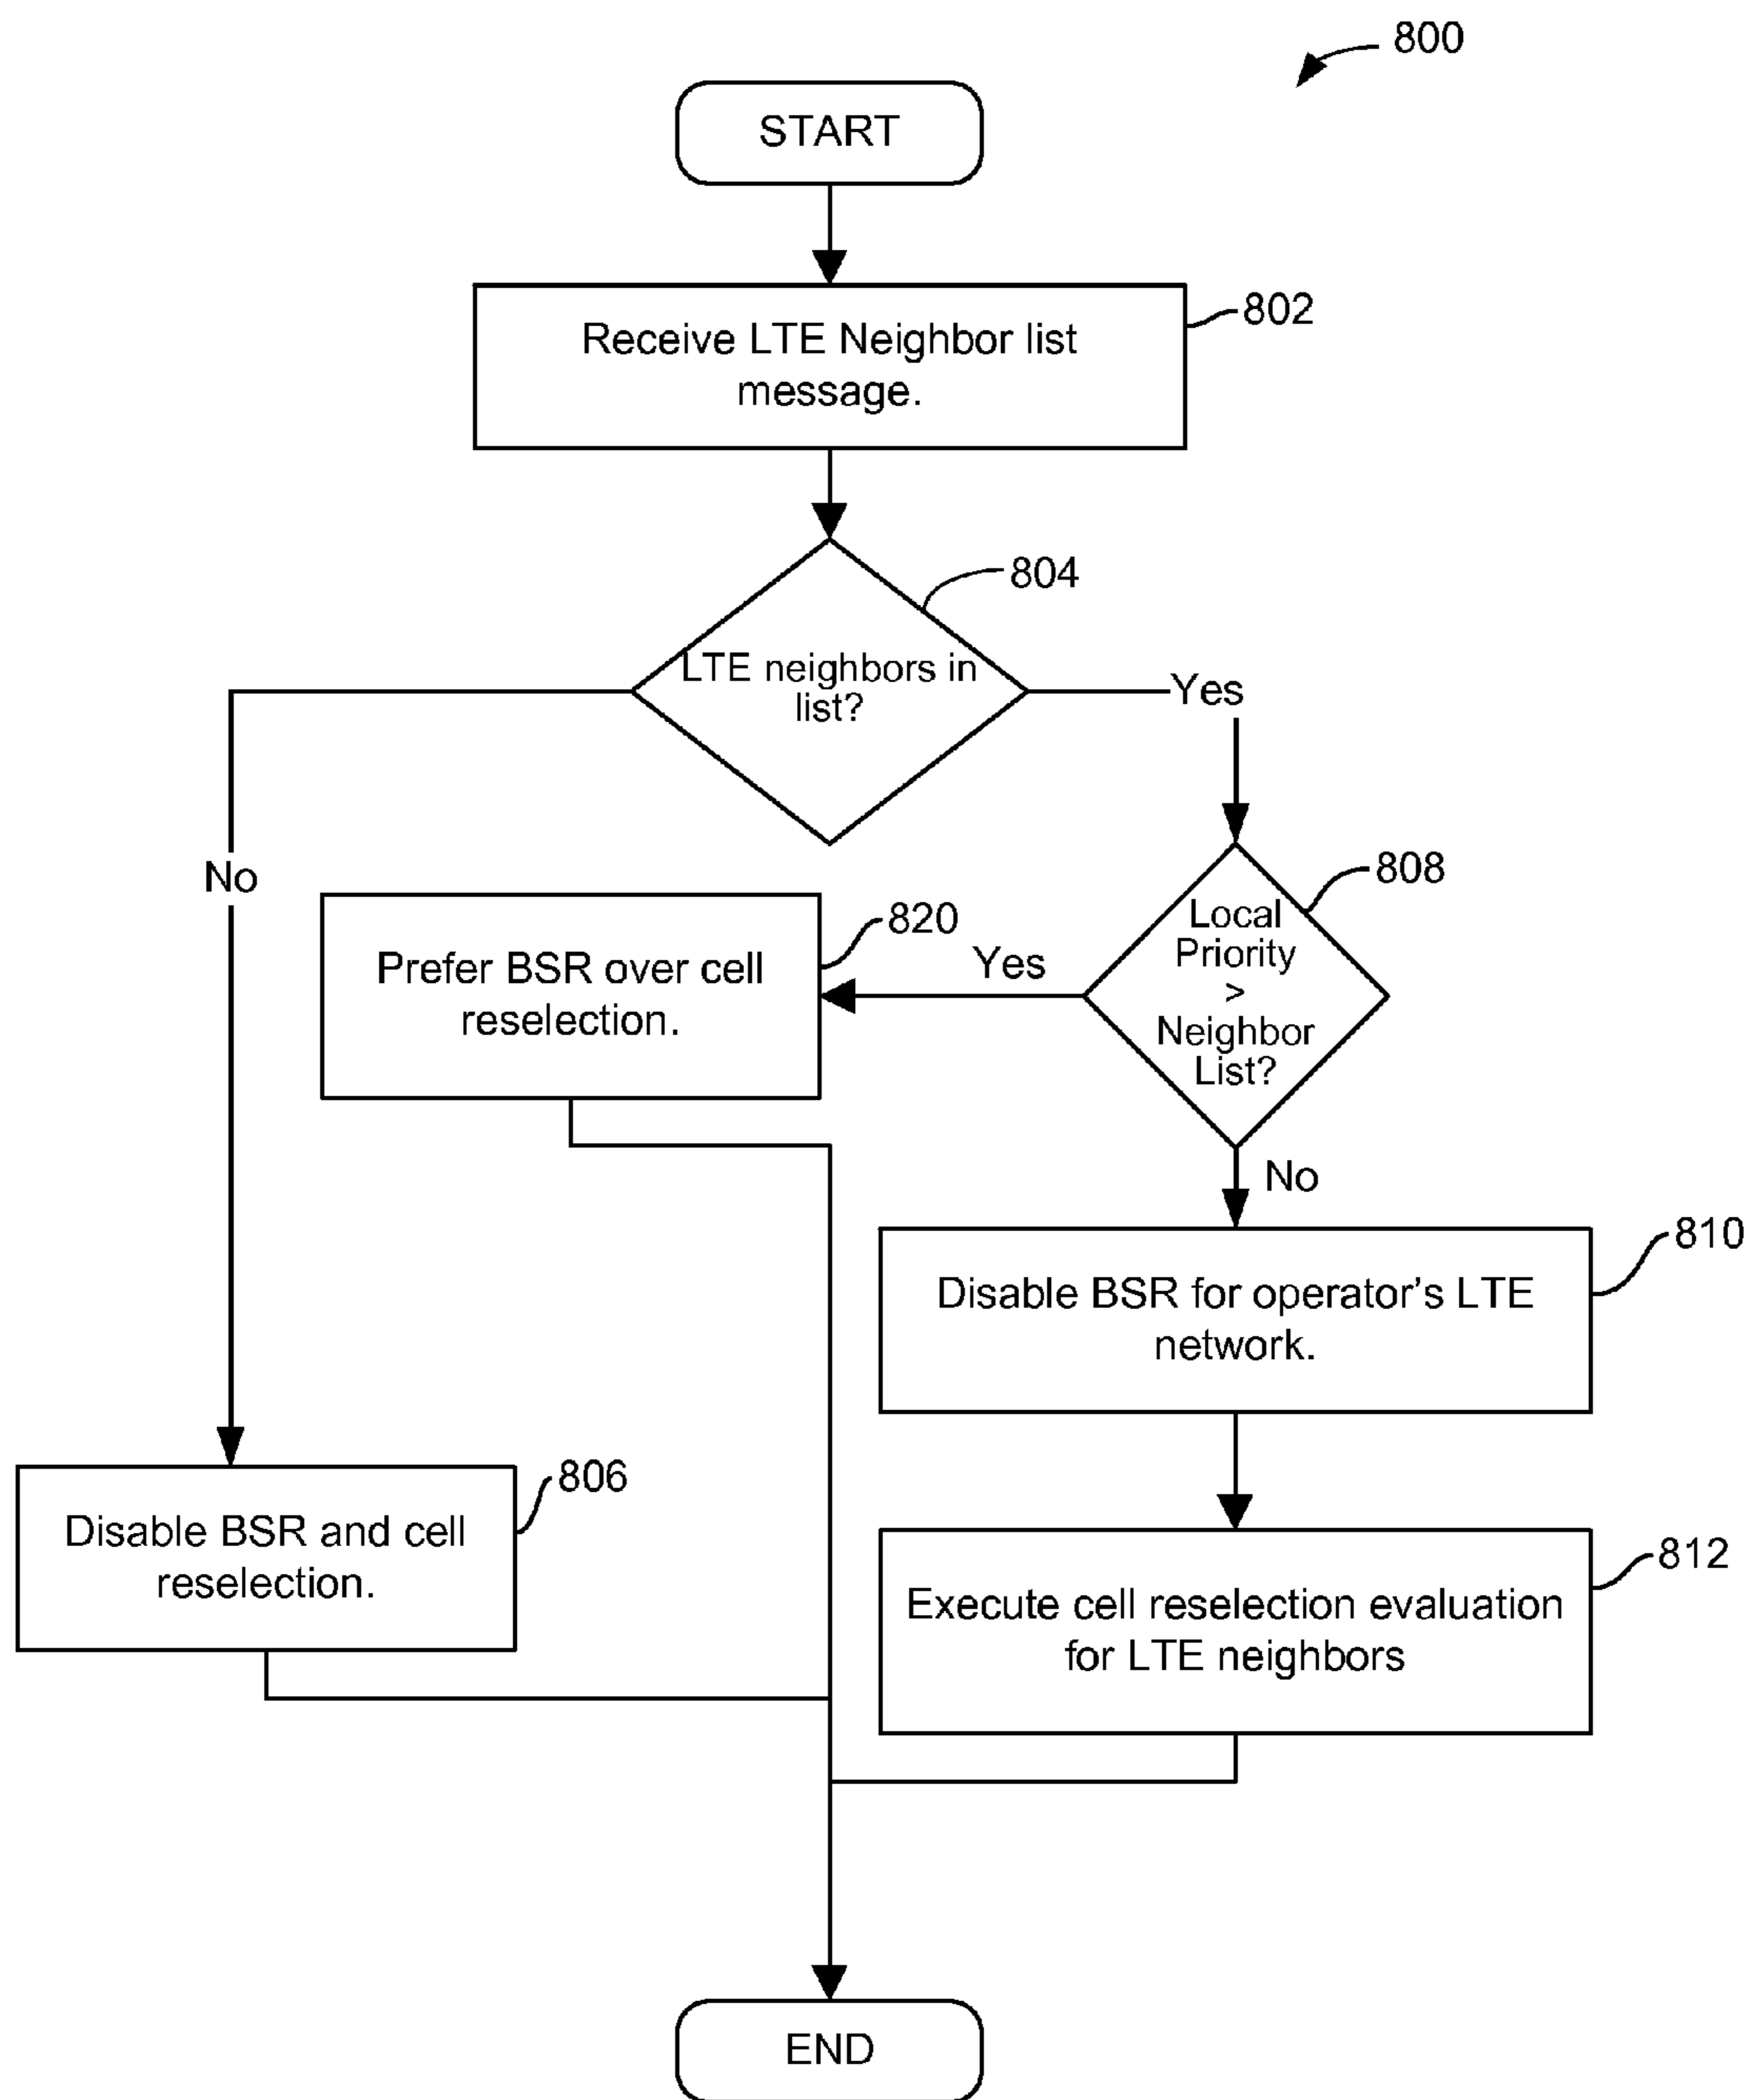 800
START
802
Receive LTE Neighbor list
message.
804
LTE neighbors in
list?
Yes
No
808
Local
Priority
>
Neighbor
List?
820
Prefer BSR over cell
reselection.
Yes
No
810
Disable BSR for operator's LTE
network.
806
Disable BSR and cell
reselection.
812
Execute cell reselection evaluation
for LTE neighbors
END